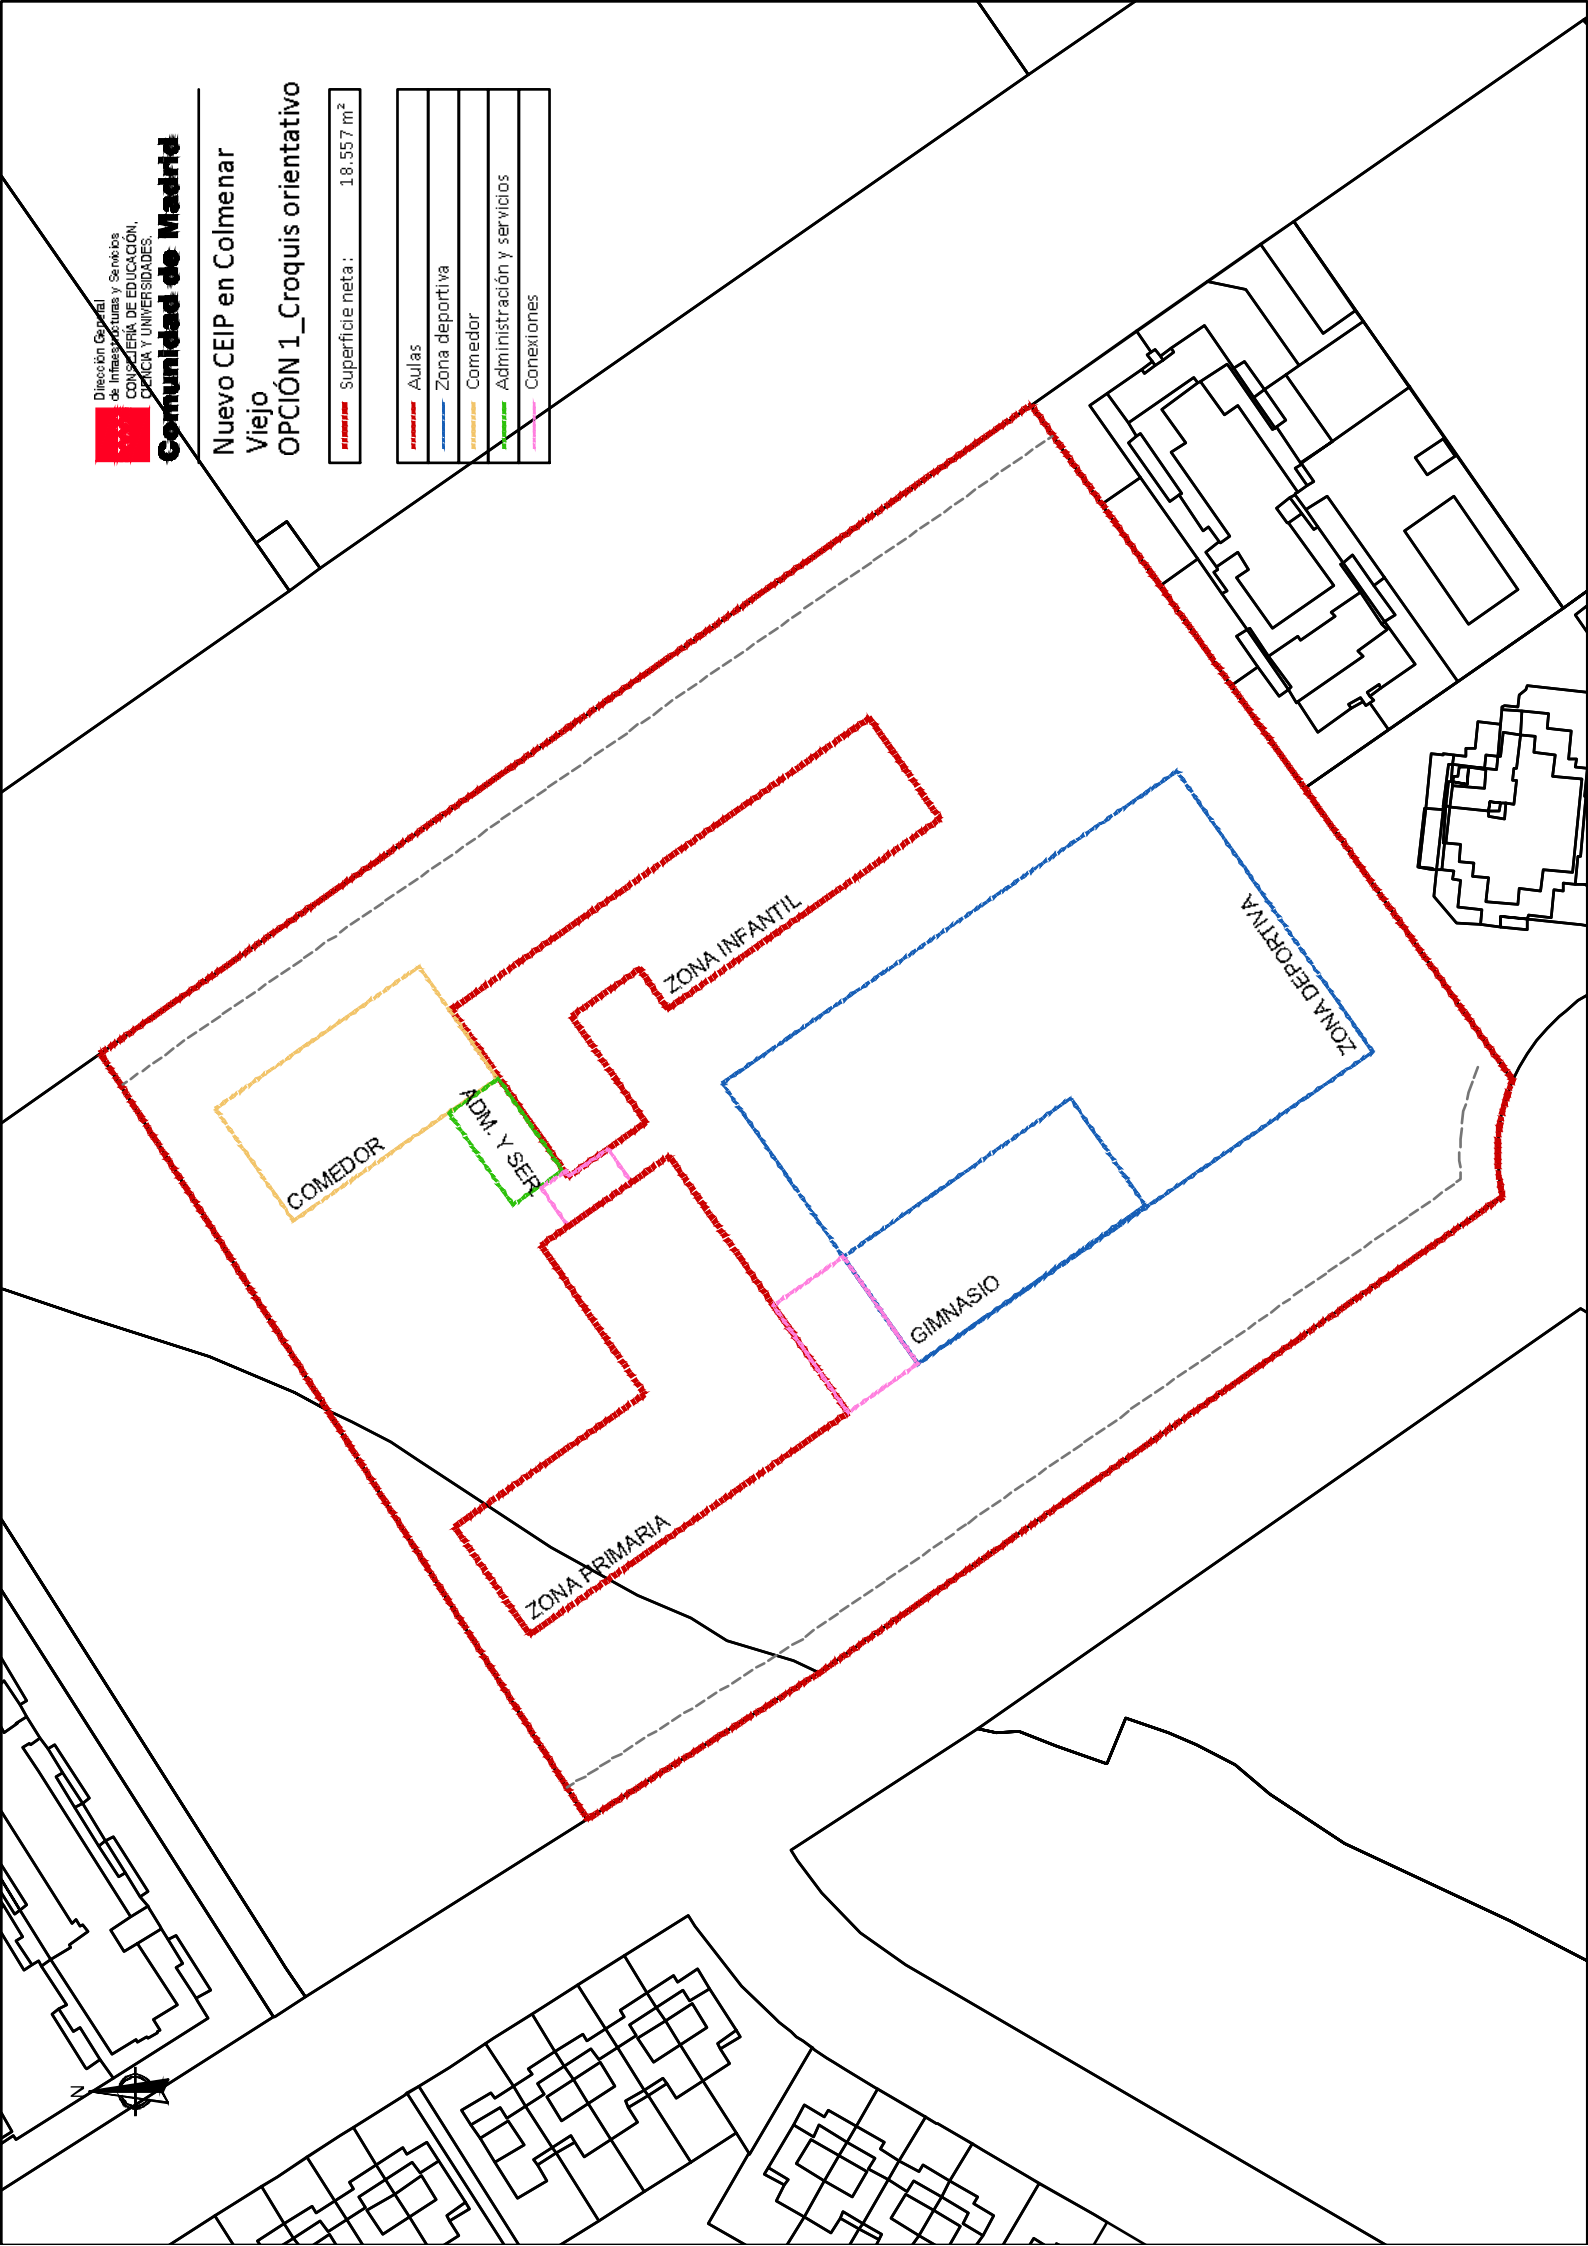 Dirección General
de Infraestructuras y Servicios
CONSEJERÍA DE EDUCACIÓN,
CIENCIA Y UNIVERSIDADES.
Comunidad de Madrid
Nuevo CEIP en Colmenar
Viejo
OPCIÓN 1_Croquis orientativo
Superficie neta: 18.557 m²
Aulas
Zona deportiva
Comedor
Administración y servicios
Conexiones
COMEDOR
ADM. Y SER.
ZONA INFANTIL
ZONA DEPORTIVA
GIMNASIO
ZONA PRIMARIA
N